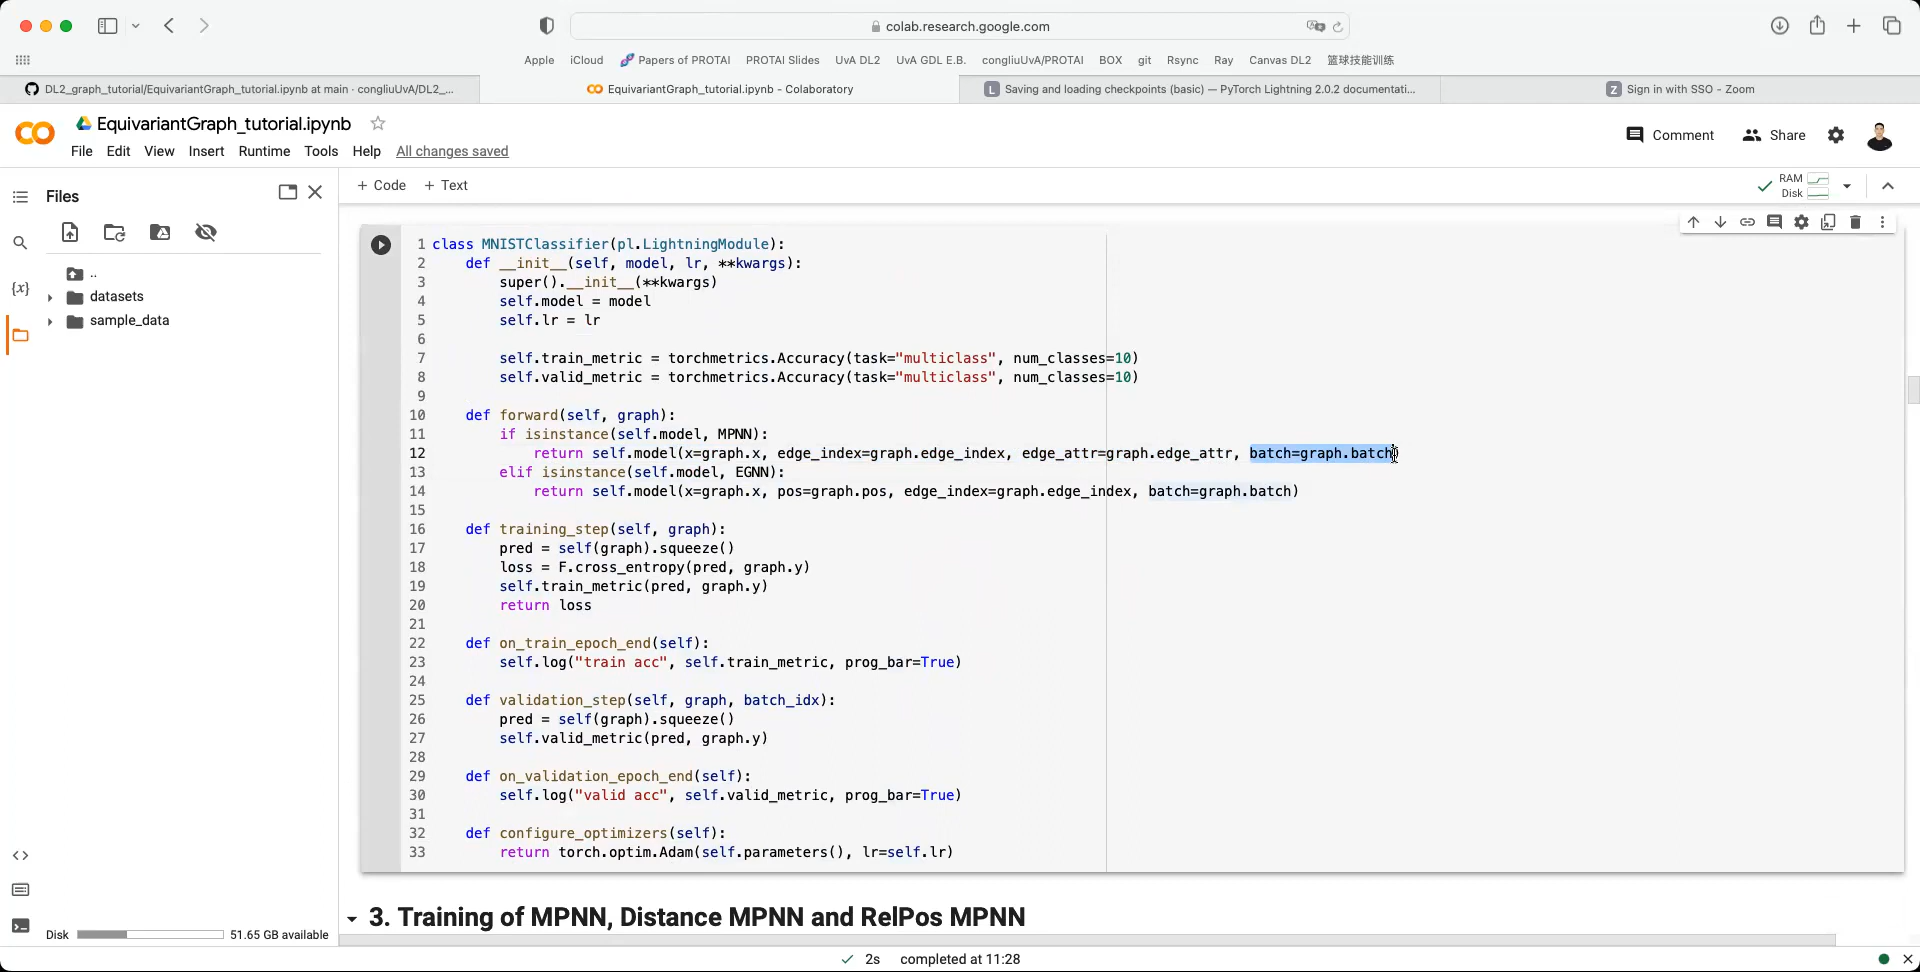 colab.research.google.com
Apple iCloud Papers of PROTAI PROTAI Slides UvA DL2 UvA GDL E.B. congliuUvA/PROTAI BOX git Rsync Ray Canvas DL2 篮球技能训练
DL2_graph_tutorial/EquivariantGraph_tutorial.ipynb at main · congliuUvA/DL2_...
EquivariantGraph_tutorial.ipynb - Colaboratory
L Saving and loading checkpoints (basic) — PyTorch Lightning 2.0.2 documentati...
Z Sign in with SSO - Zoom
EquivariantGraph_tutorial.ipynb
Comment Share
File Edit View Insert Runtime Tools Help All changes saved
Files
+ Code + Text
RAM
Disk
..
datasets
sample_data
{x}
1 class MNISTClassifier(pl.LightningModule):
2 def __init__(self, model, lr, **kwargs):
3 super().__init__(**kwargs)
4 self.model = model
5 self.lr = lr
6
7 self.train_metric = torchmetrics.Accuracy(task="multiclass", num_classes=10)
8 self.valid_metric = torchmetrics.Accuracy(task="multiclass", num_classes=10)
9
10 def forward(self, graph):
11 if isinstance(self.model, MPNN):
12 return self.model(x=graph.x, edge_index=graph.edge_index, edge_attr=graph.edge_attr, batch=graph.batch)
13 elif isinstance(self.model, EGNN):
14 return self.model(x=graph.x, pos=graph.pos, edge_index=graph.edge_index, batch=graph.batch)
15
16 def training_step(self, graph):
17 pred = self(graph).squeeze()
18 loss = F.cross_entropy(pred, graph.y)
19 self.train_metric(pred, graph.y)
20 return loss
21
22 def on_train_epoch_end(self):
23 self.log("train acc", self.train_metric, prog_bar=True)
24
25 def validation_step(self, graph, batch_idx):
26 pred = self(graph).squeeze()
27 self.valid_metric(pred, graph.y)
28
29 def on_validation_epoch_end(self):
30 self.log("valid acc", self.valid_metric, prog_bar=True)
31
32 def configure_optimizers(self):
33 return torch.optim.Adam(self.parameters(), lr=self.lr)
3. Training of MPNN, Distance MPNN and RelPos MPNN
Disk 51.65 GB available
2s completed at 11:28